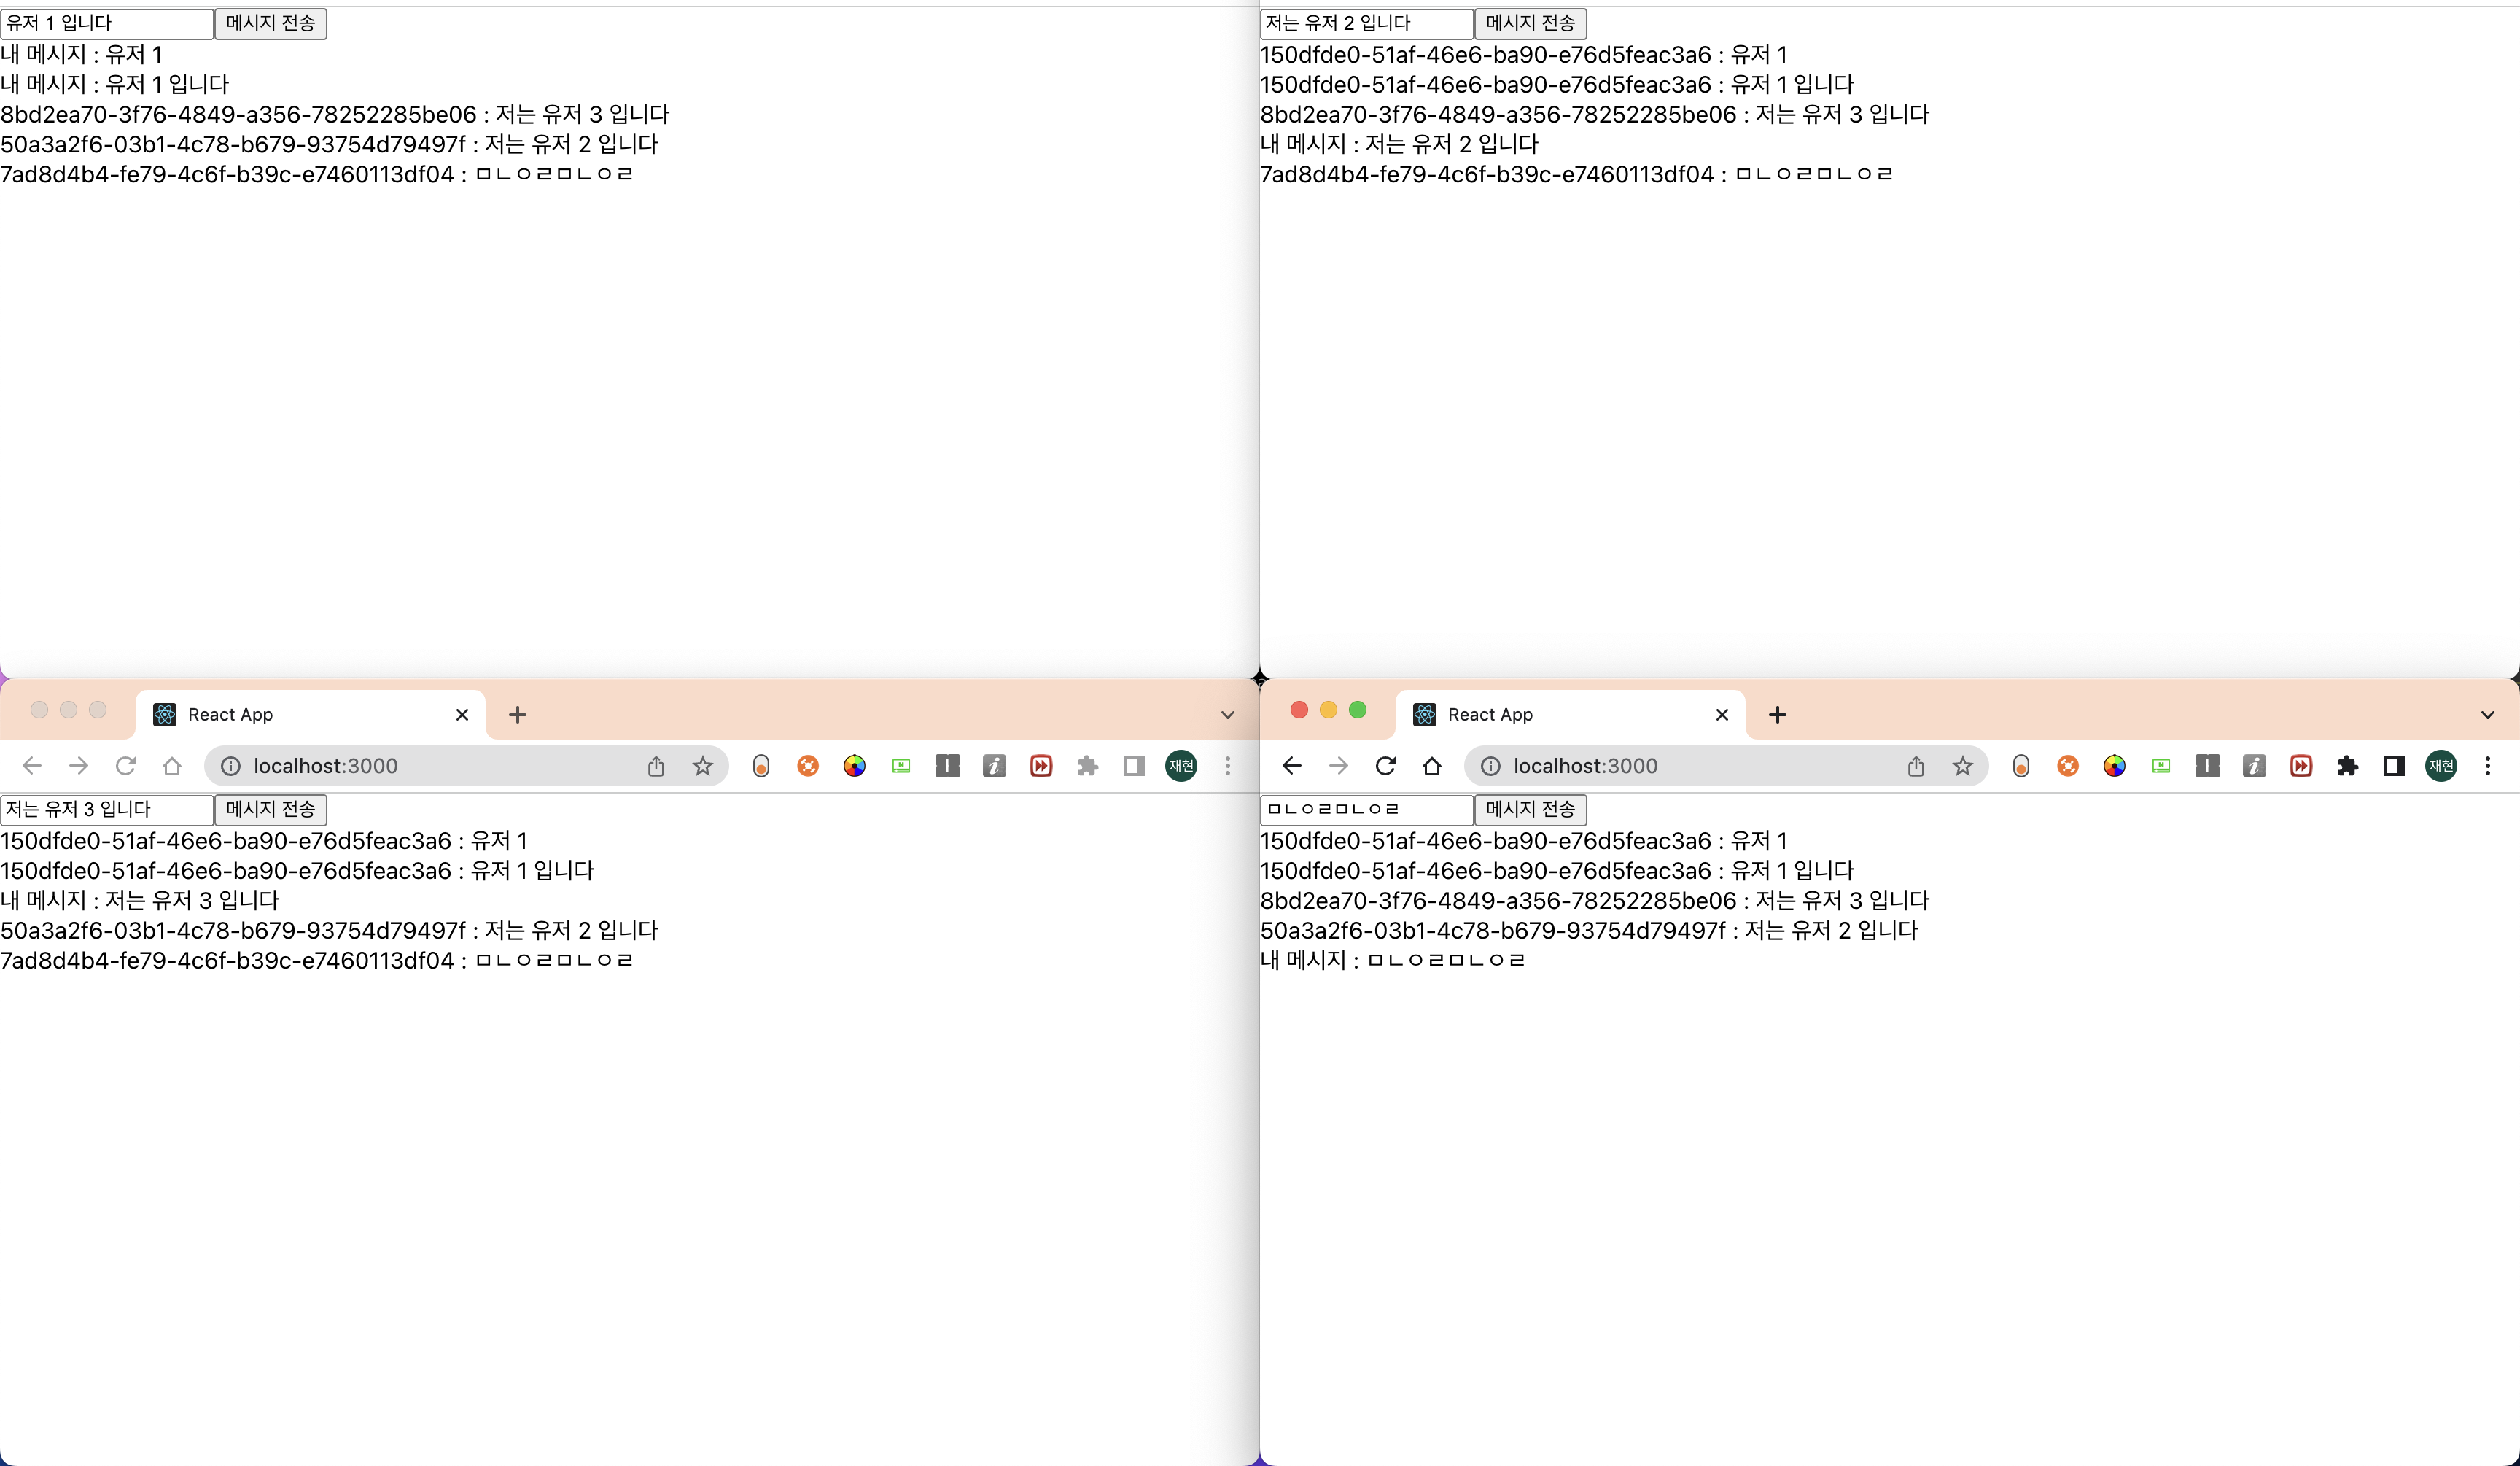 유저 1 입니다 메시지 전송
내 메시지 : 유저 1
내 메시지 : 유저 1 입니다
8bd2ea70-3f76-4849-a356-78252285be06 : 저는 유저 3 입니다
50a3a2f6-03b1-4c78-b679-93754d79497f : 저는 유저 2 입니다
7ad8d4b4-fe79-4c6f-b39c-e7460113df04 : ㅁㄴㅇㄹㅁㄴㅇㄹ
저는 유저 2 입니다 메시지 전송
150dfde0-51af-46e6-ba90-e76d5feac3a6 : 유저 1
150dfde0-51af-46e6-ba90-e76d5feac3a6 : 유저 1 입니다
8bd2ea70-3f76-4849-a356-78252285be06 : 저는 유저 3 입니다
내 메시지 : 저는 유저 2 입니다
7ad8d4b4-fe79-4c6f-b39c-e7460113df04 : ㅁㄴㅇㄹㅁㄴㅇㄹ
React App
localhost:3000 재현
저는 유저 3 입니다 메시지 전송
150dfde0-51af-46e6-ba90-e76d5feac3a6 : 유저 1
150dfde0-51af-46e6-ba90-e76d5feac3a6 : 유저 1 입니다
내 메시지 : 저는 유저 3 입니다
50a3a2f6-03b1-4c78-b679-93754d79497f : 저는 유저 2 입니다
7ad8d4b4-fe79-4c6f-b39c-e7460113df04 : ㅁㄴㅇㄹㅁㄴㅇㄹ
React App
localhost:3000 재현
ㅁㄴㅇㄹㅁㄴㅇㄹ 메시지 전송
150dfde0-51af-46e6-ba90-e76d5feac3a6 : 유저 1
150dfde0-51af-46e6-ba90-e76d5feac3a6 : 유저 1 입니다
8bd2ea70-3f76-4849-a356-78252285be06 : 저는 유저 3 입니다
50a3a2f6-03b1-4c78-b679-93754d79497f : 저는 유저 2 입니다
내 메시지 : ㅁㄴㅇㄹㅁㄴㅇㄹ